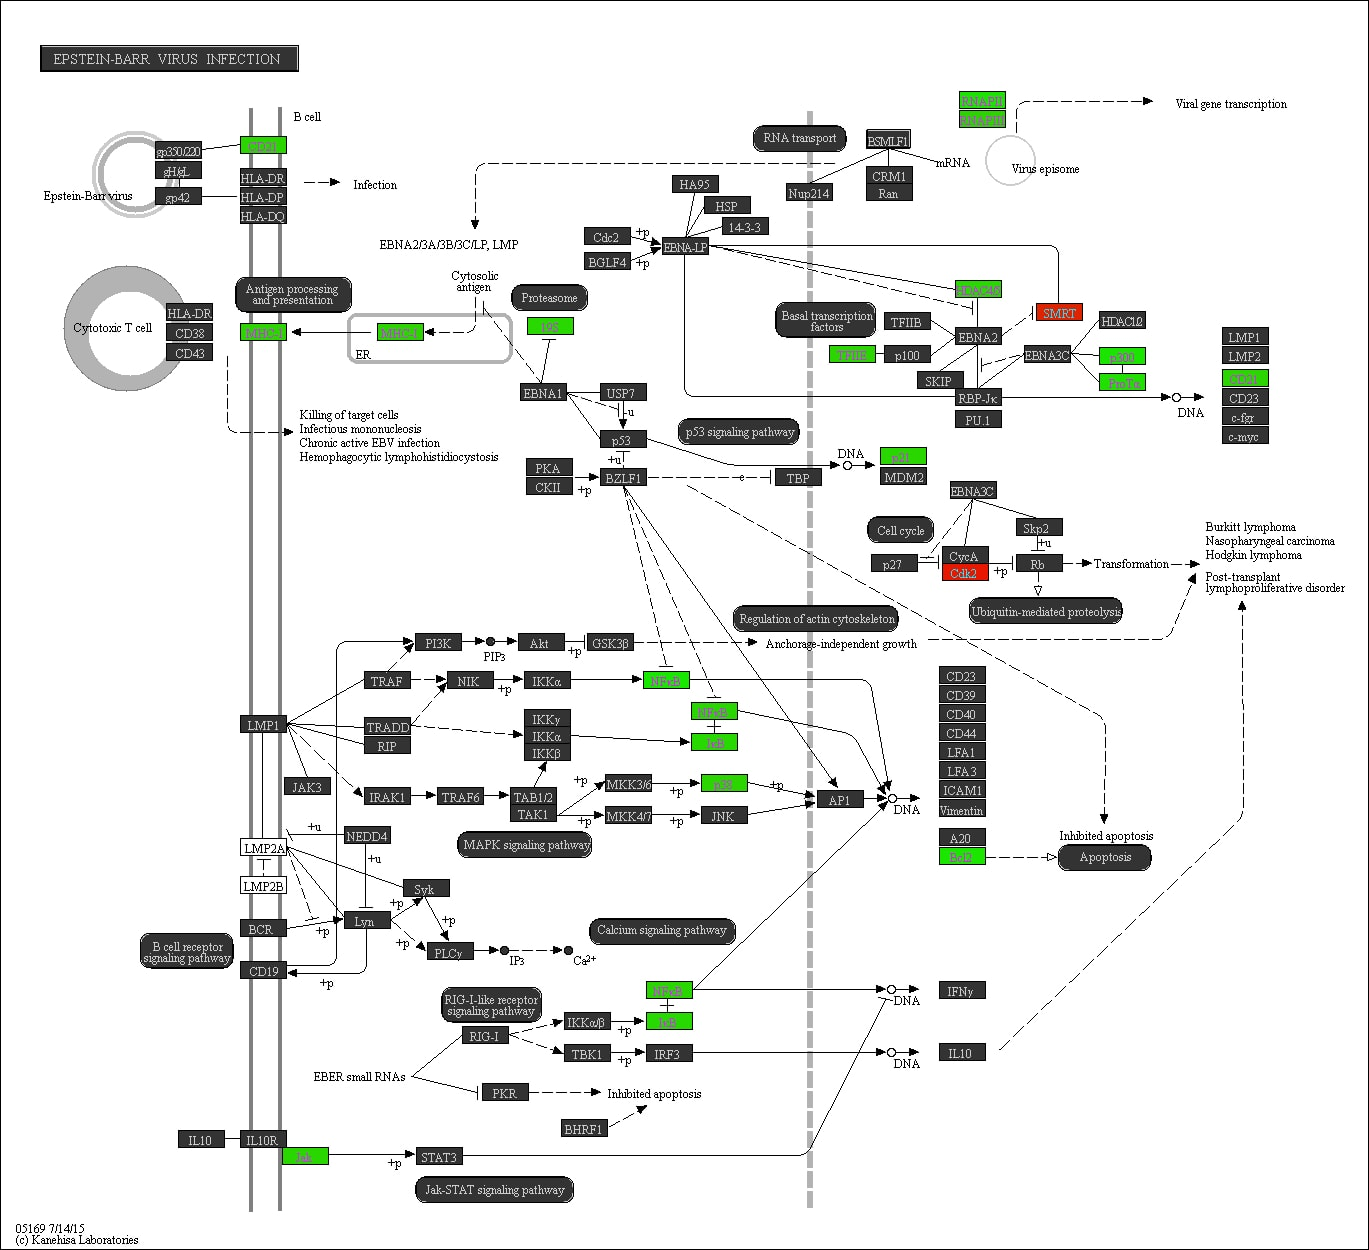 EPSTEIN-BARR VIRUS INFECTION
B cell
gp350/220
CD21
gH/gL
gp42
HLA-DR
HLA-DP
HLA-DQ
Epstein-Barr virus
Infection
RNAPII
RNAPIII
Viral gene transcription
Virus episome
RNA transport
BSMLF1
mRNA
CRM1
Ran
Nup214
EBNA2/3A/3B/3C/LP, LMP
HA95
HSP
14-3-3
Cdc2
+p
EBNA-LP
BGLF4
+p
Cytosolic
antigen
Antigen processing
and presentation
Proteasome
19S
HLA-DR
CD38
CD43
Cytotoxic T cell
MHC-I
MHC-I
ER
Killing of target cells
Infectious mononucleosis
Chronic active EBV infection
Hemophagocytic lymphohistidiocystosis
HDAC4/5
Basal transcription
factors
TFIIB
TFIIE
p100
EBNA2
SMRT
HDAC1/2
EBNA3C
p300
ProTα
SKIP
RBP-Jκ
PU.1
DNA
LMP1
LMP2
CD21
CD23
c-fgr
c-myc
EBNA1
USP7
-u
p53
+u
p53 signaling pathway
PKA
CKII
+p
BZLF1
e
TBP
DNA
p21
MDM2
EBNA3C
Cell cycle
Skp2
+u
p27
CycA
Cdk2
+p
Rb
Transformation
Ubiquitin-mediated proteolysis
Burkitt lymphoma
Nasopharyngeal carcinoma
Hodgkin lymphoma
Post-transplant
lymphoproliferative disorder
Regulation of actin cytoskeleton
Anchorage-independent growth
PI3K
PIP3
Akt
+p
GSK3β
TRAF
NIK
+p
IKKα
NFκB
LMP1
TRADD
RIP
IKKγ
IKKα
IKKβ
NFκB
IκB
JAK3
IRAK1
TRAF6
TAB1/2
TAK1
+p
MKK3/6
+p
p38
+p
+p
MKK4/7
+p
JNK
AP1
DNA
MAPK signaling pathway
CD23
CD39
CD40
CD44
LFA1
LFA3
ICAM1
Vimentin
A20
Bcl2
Inhibited apoptosis
Apoptosis
+u
NEDD4
+u
LMP2A
LMP2B
Syk
+p
+p
BCR
+p
Lyn
+p
PLCγ
IP3
Ca2+
Calcium signaling pathway
B cell receptor
signaling pathway
CD19
+p
RIG-I-like receptor
signaling pathway
RIG-I
IKKα/β
+p
NFκB
IκB
TBK1
+p
IRF3
DNA
IFNγ
DNA
IL10
EBER small RNAs
PKR
Inhibited apoptosis
BHRF1
IL10
IL10R
Jak
+p
STAT3
Jak-STAT signaling pathway
05169 7/14/15
(c) Kanehisa Laboratories